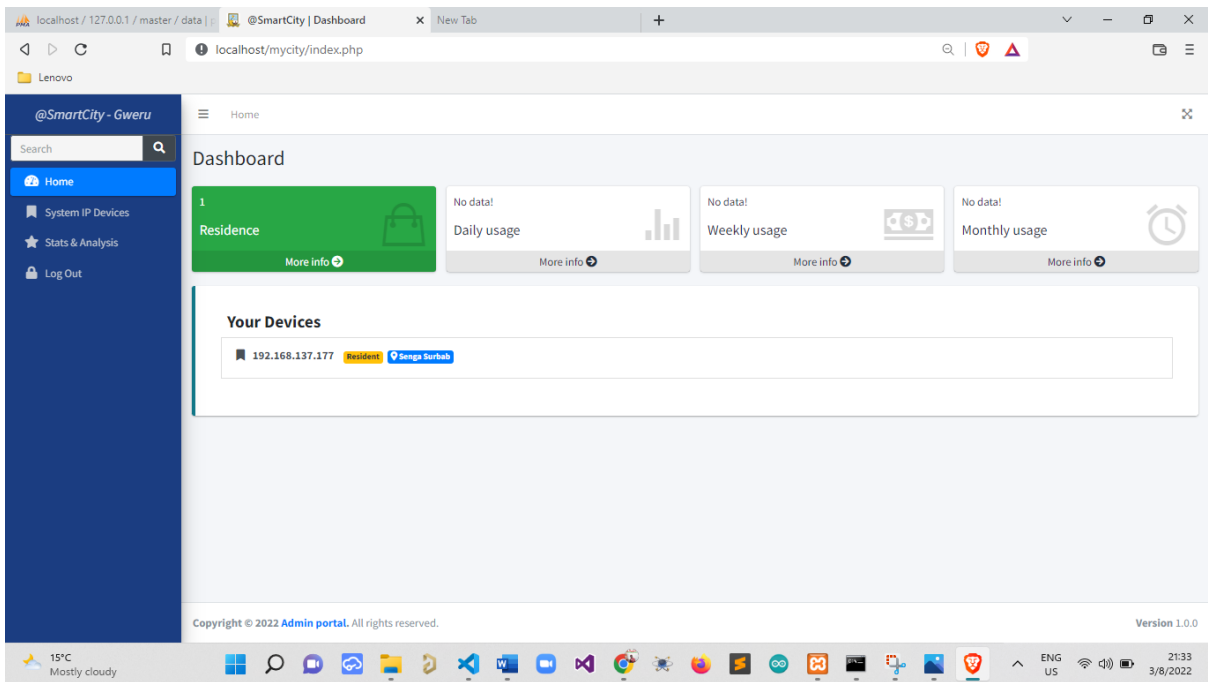 localhost / 127.0.0.1 / master / data | p
@SmartCity | Dashboard
New Tab
localhost/mycity/index.php
Lenovo
@SmartCity - Gweru
Home
Search
Dashboard
Home
System IP Devices
Stats & Analysis
Log Out
1
Residence
More info
No data!
Daily usage
More info
No data!
Weekly usage
More info
No data!
Monthly usage
More info
Your Devices
192.168.137.177 Resident Senga Surbab
Copyright © 2022 Admin portal. All rights reserved.
Version 1.0.0
15°C
Mostly cloudy
ENG
US
21:33
3/8/2022